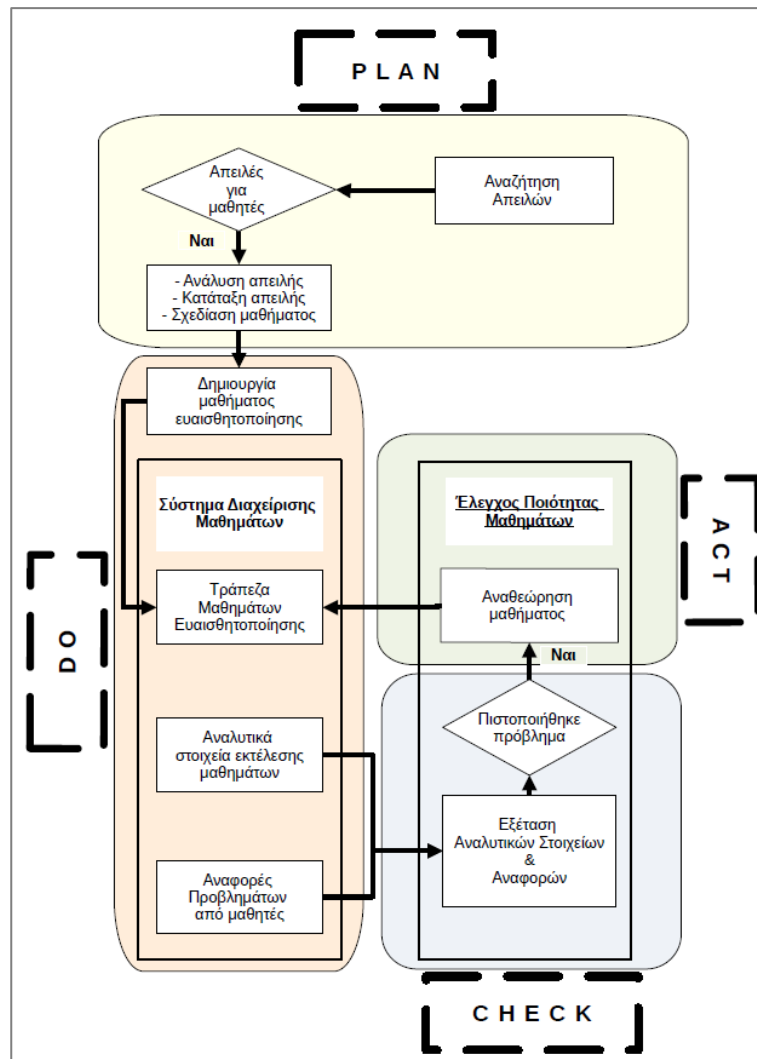 PLAN
Απειλές
για
μαθητές
Αναζήτηση
Απειλών
Ναι
- Ανάλυση απειλής
- Κατάταξη απειλής
- Σχεδίαση μαθήματος
Δημιουργία
μαθήματος
ευαισθητοποίησης
Σύστημα Διαχείρισης
Μαθημάτων
Έλεγχος Ποιότητας
Μαθημάτων
ACT
Τράπεζα
Μαθημάτων
Ευαισθητοποίησης
Αναθεώρηση
μαθήματος
DO
Ναι
Πιστοποιήθηκε
πρόβλημα
Αναλυτικά
στοιχεία εκτέλεσης
μαθημάτων
Εξέταση
Αναλυτικών Στοιχείων
&
Αναφορών
Αναφορές
Προβλημάτων
από μαθητές
CHECK